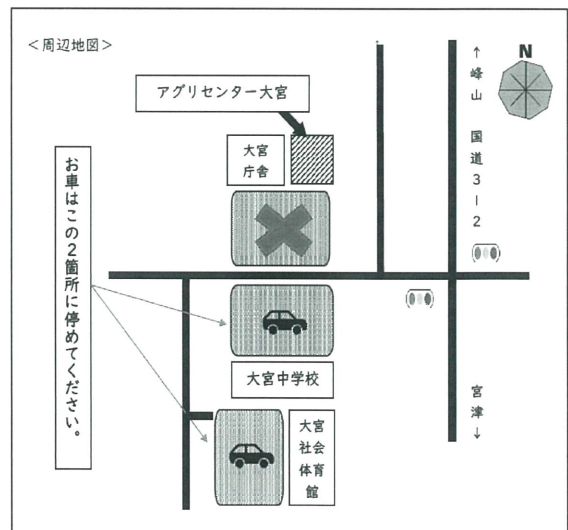 <周辺地図>
アグリセンター大宮
大宮
庁舎
お車はこの2箇所に停めてください。
大宮中学校
大宮
社会
体育
館
↑峰山 国道312
宮津↓
N